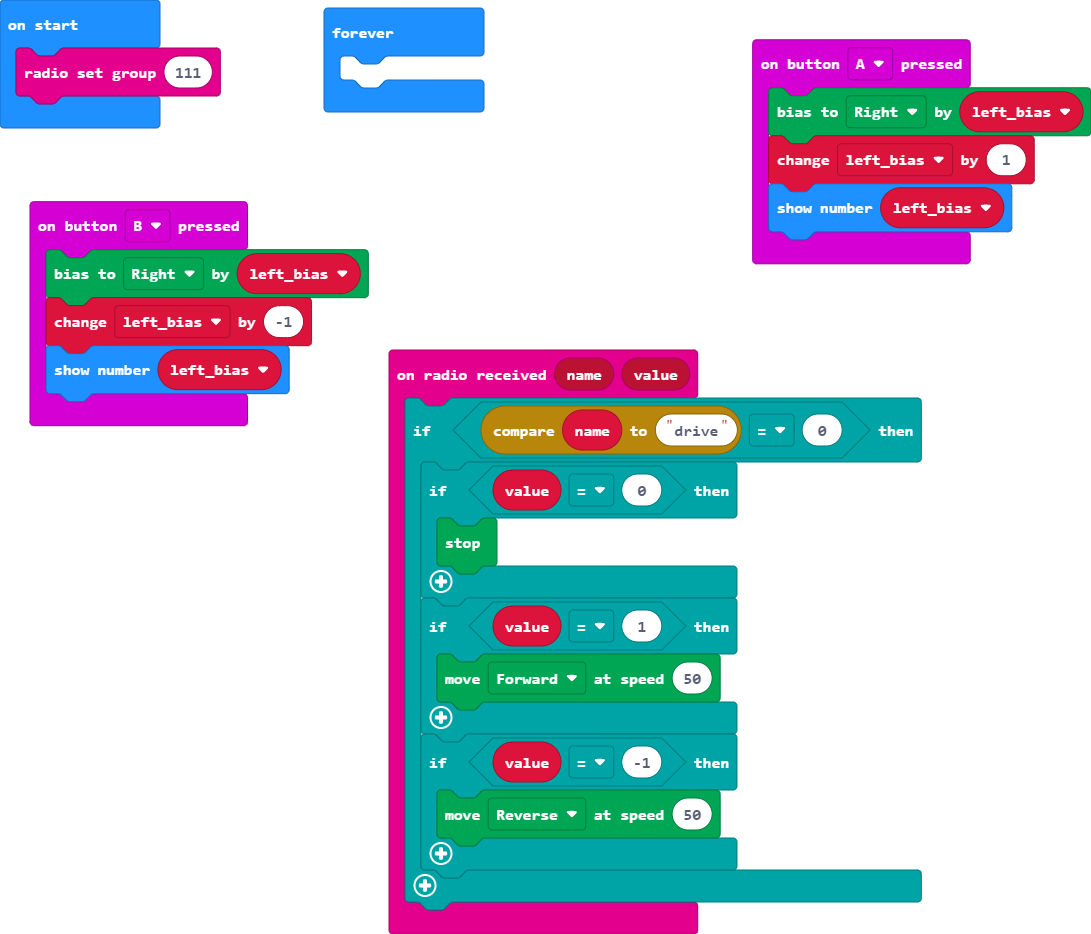 on start
radio set group 111
forever
on button A pressed
bias to Right by left_bias
change left_bias by 1
show number left_bias
on button B pressed
bias to Right by left_bias
change left_bias by -1
show number left_bias
on radio received name value
if compare name to "drive" = 0 then
if value = 0 then
stop
if value = 1 then
move Forward at speed 50
if value = -1 then
move Reverse at speed 50